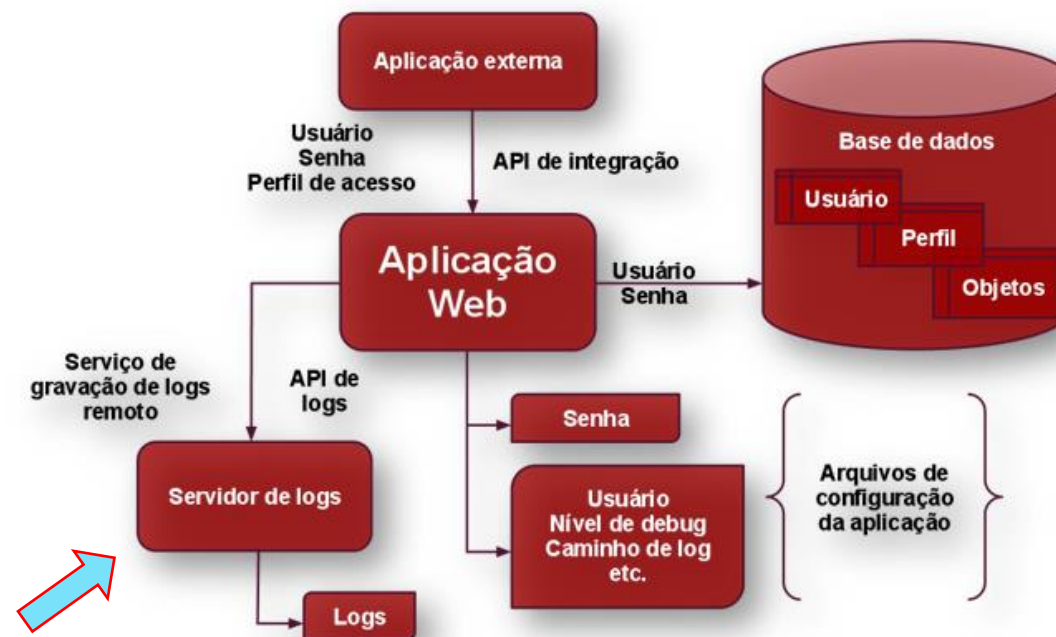 Aplicação externa
Usuário
Senha
Perfil de acesso
API de integração
Base de dados
Usuário
Perfil
Objetos
Aplicação
Web
Usuário
Senha
Serviço de
gravação de logs
remoto
API de
logs
Senha
Servidor de logs
Usuário
Nível de debug
Caminho de log
etc.
Arquivos de
configuração
da aplicação
Logs